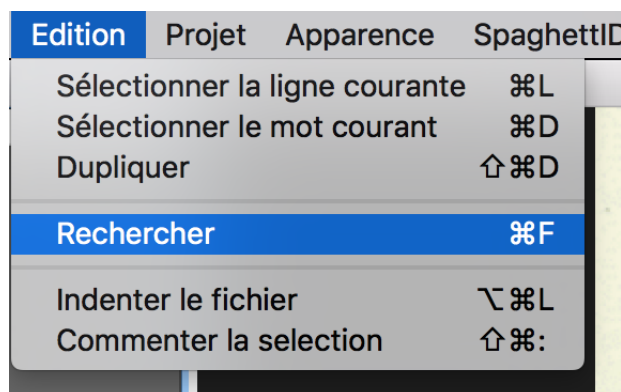 Edition Projet Apparence SpaghettID
Sélectionner la ligne courante ⌘L
Sélectionner le mot courant ⌘D
Dupliquer ⇧⌘D
Rechercher ⌘F
Indenter le fichier ⌥⌘L
Commenter la selection ⇧⌘: